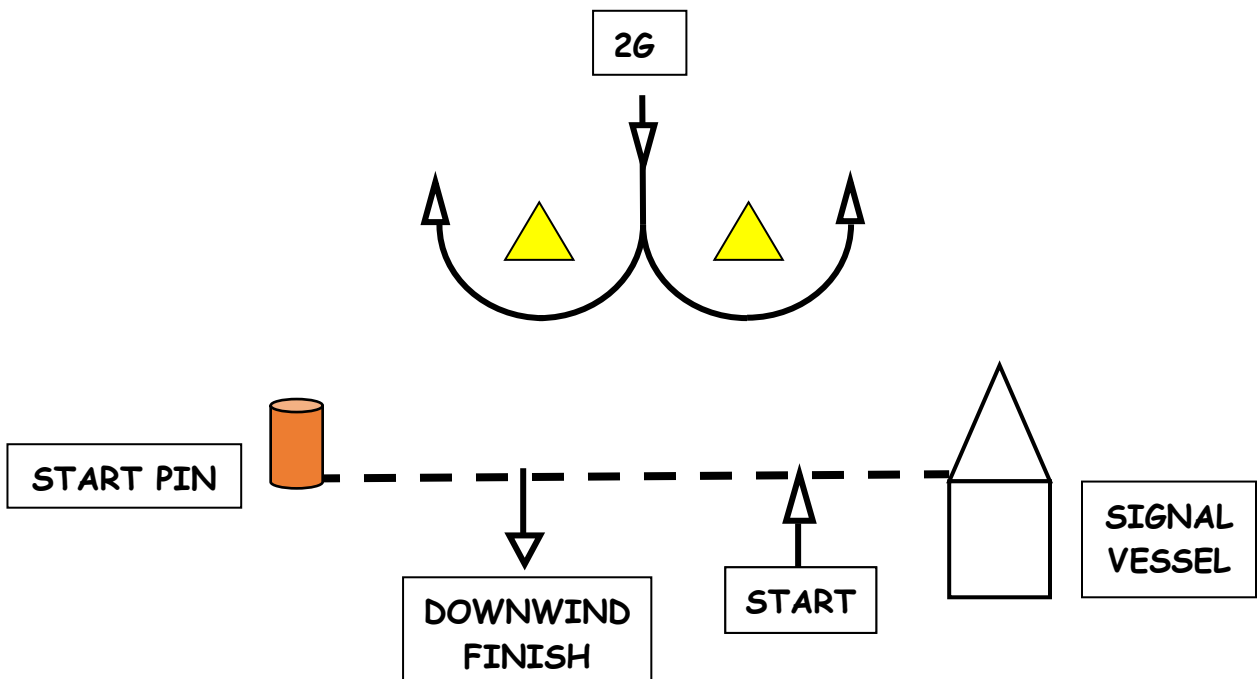 2G
START PIN
SIGNAL
VESSEL
DOWNWIND
FINISH
START